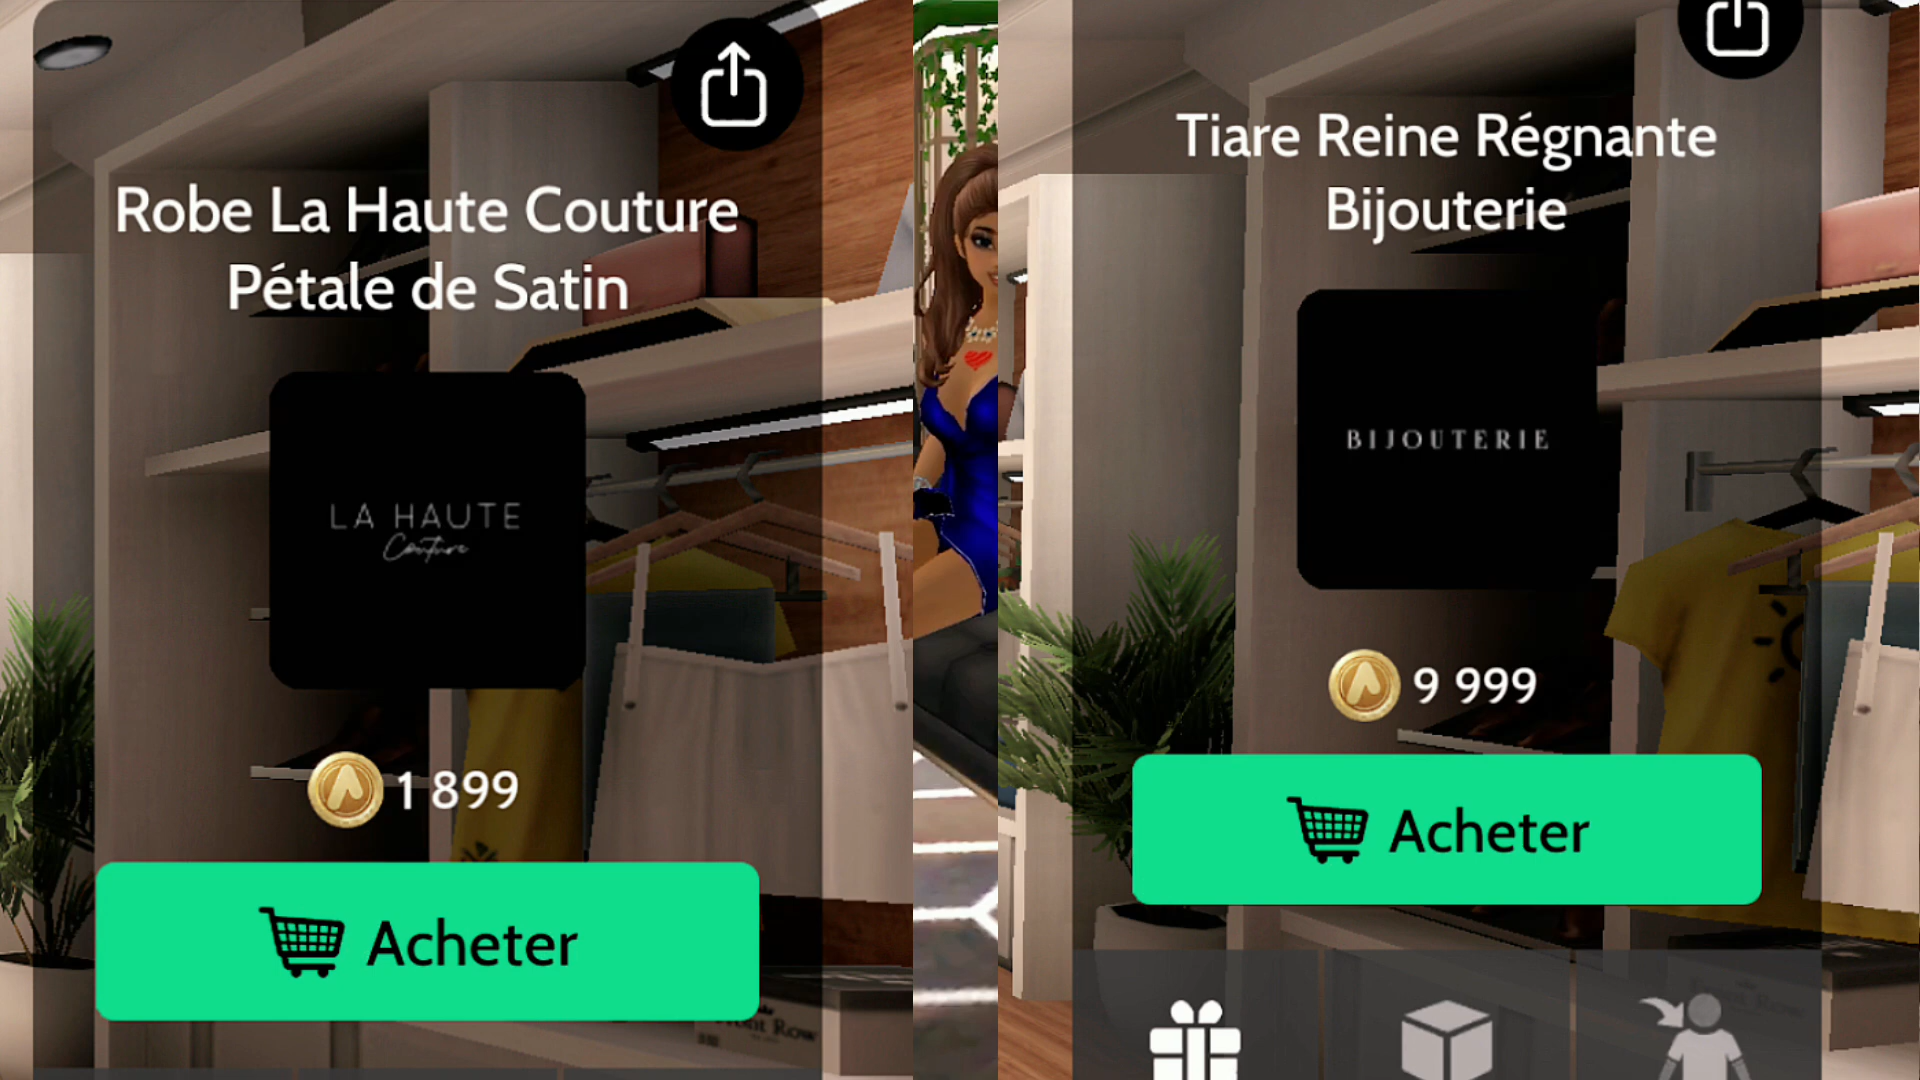 Robe La Haute Couture
Pétale de Satin
LA HAUTE
Couture
1 899
Acheter
Tiare Reine Régnante
Bijouterie
BIJOUTERIE
9 999
Acheter